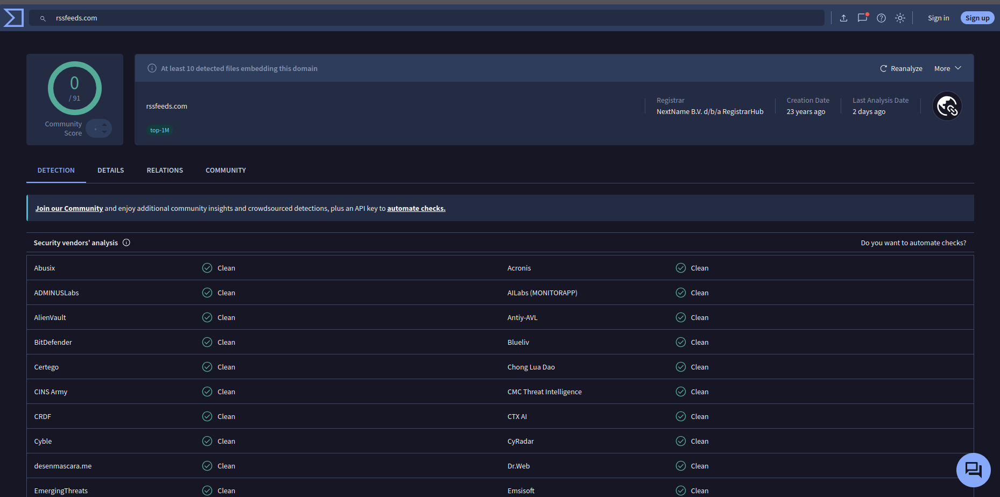 rssfeeds.com
Sign in
Sign up
0
/ 91
Community
Score
At least 10 detected files embedding this domain
Reanalyze
More
rssfeeds.com
top-1M
Registrar
NextName B.V. d/b/a RegistrarHub
Creation Date
23 years ago
Last Analysis Date
2 days ago
DETECTION
DETAILS
RELATIONS
COMMUNITY
Join our Community and enjoy additional community insights and crowdsourced detections, plus an API key to automate checks.
Security vendors' analysis
Do you want to automate checks?
Abusix Clean Acronis Clean
ADMINUSLabs Clean AILabs (MONITORAPP) Clean
AlienVault Clean Antiy-AVL Clean
BitDefender Clean Blueliv Clean
Certego Clean Chong Lua Dao Clean
CINS Army Clean CMC Threat Intelligence Clean
CRDF Clean CTX AI Clean
Cyble Clean CyRadar Clean
desenmascara.me Clean Dr.Web Clean
EmergingThreats Clean Emsisoft Clean